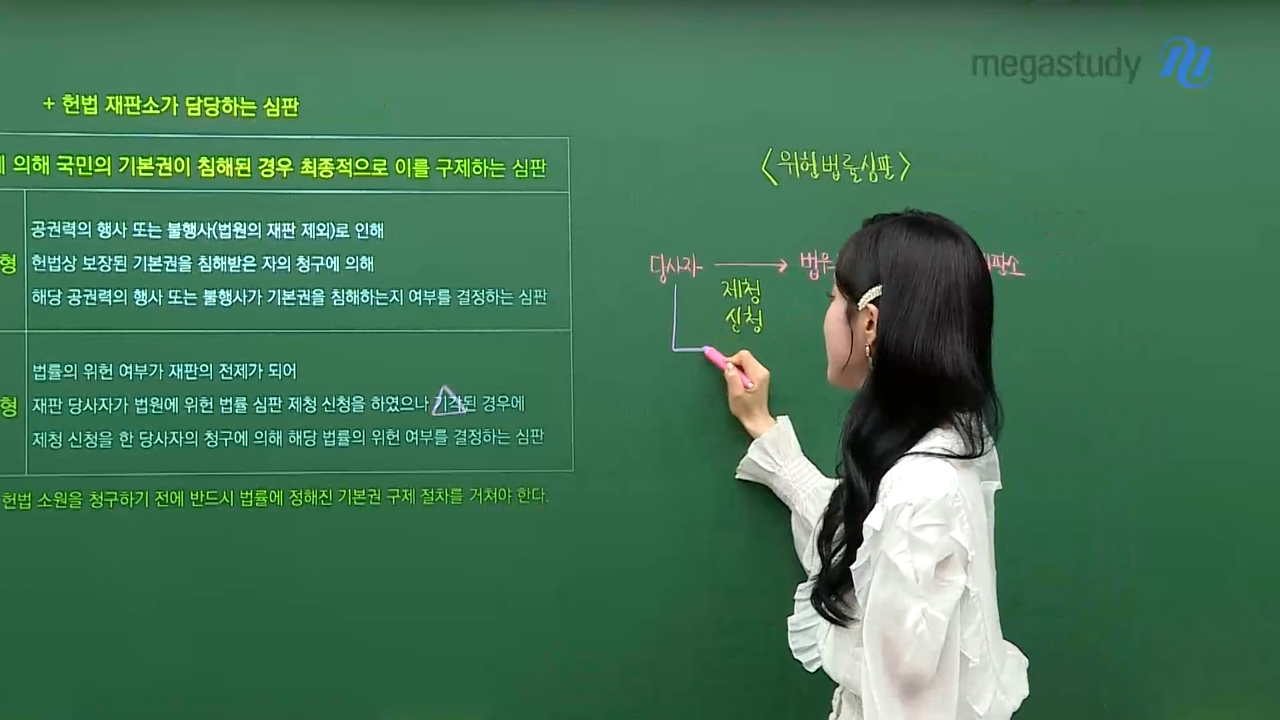 megastudy
+ 헌법 재판소가 담당하는 심판
의해 국민의 기본권이 침해된 경우 최종적으로 이를 구제하는 심판
형
공권력의 행사 또는 불행사(법원의 재판 제외)로 인해
헌법상 보장된 기본권을 침해받은 자의 청구에 의해
해당 공권력의 행사 또는 불행사가 기본권을 침해하는지 여부를 결정하는 심판
형
법률의 위헌 여부가 재판의 전제가 되어
재판 당사자가 법원에 위헌 법률 심판 제청 신청을 하였으나 기각된 경우에
제청 신청을 한 당사자의 청구에 의해 해당 법률의 위헌 여부를 결정하는 심판
헌법 소원을 청구하기 전에 반드시 법률에 정해진 기본권 구제 절차를 거쳐야 한다.
<위헌법률심판>
당사자 → 법원
판소
제청
신청